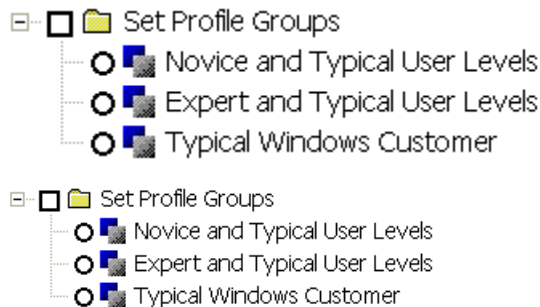 Set Profile Groups
Novice and Typical User Levels
Expert and Typical User Levels
Typical Windows Customer
Set Profile Groups
Novice and Typical User Levels
Expert and Typical User Levels
Typical Windows Customer